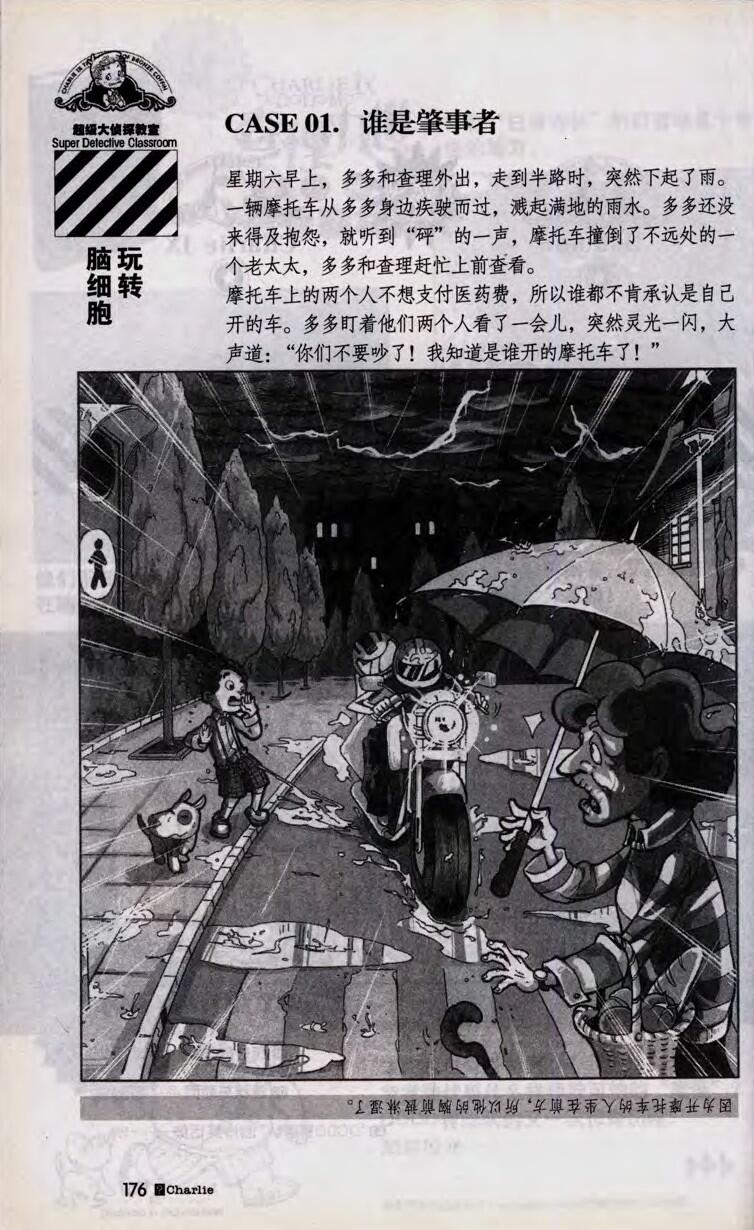 CHARLIE IN THE OF BRONZE COFFIN
超级大侦探教室
Super Detective Classroom
玩转
脑细胞
CASE 01. 谁是肇事者
星期六早上，多多和查理外出，走到半路时，突然下起了雨。
一辆摩托车从多多身边疾驶而过，溅起满地的雨水。多多还没
来得及抱怨，就听到“砰”的一声，摩托车撞倒了不远处的一
个老太太，多多和查理赶忙上前查看。
摩托车上的两个人不想支付医药费，所以谁都不肯承认是自己
开的车。多多盯着他们两个人看了一会儿，突然灵光一闪，大
声道：“你们不要吵了！我知道是谁开的摩托车了！”
因为开摩托车的人坐在前方，所以他的胸前被淋湿了。
176 Charlie